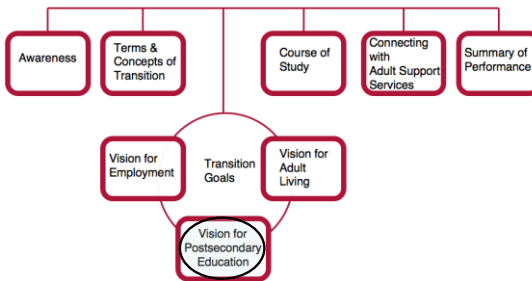 Awareness
Terms &
Concepts of
Transition
Course of
Study
Connecting
with
Adult Support
Services
Summary of
Performance
Vision for
Employment
Transition
Goals
Vision for
Adult
Living
Vision for
Postsecondary
Education